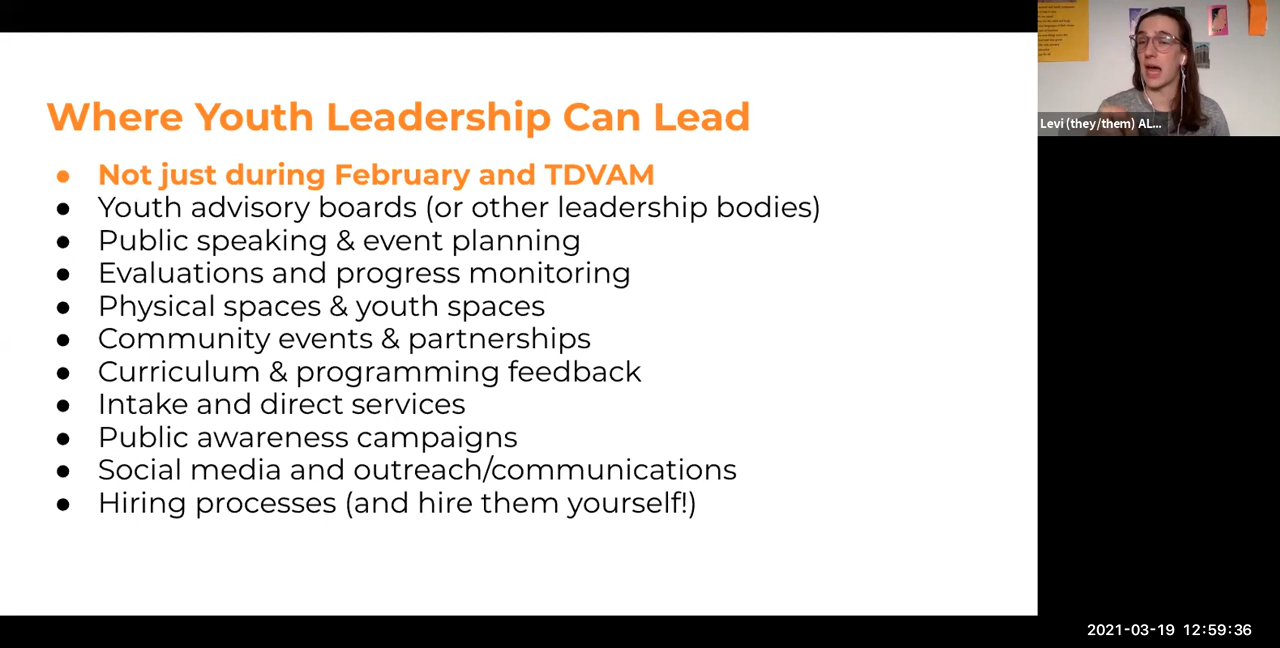 Where Youth Leadership Can Lead
● Not just during February and TDVAM
● Youth advisory boards (or other leadership bodies)
● Public speaking & event planning
● Evaluations and progress monitoring
● Physical spaces & youth spaces
● Community events & partnerships
● Curriculum & programming feedback
● Intake and direct services
● Public awareness campaigns
● Social media and outreach/communications
● Hiring processes (and hire them yourself!)
Levi (they/them) AL...
2021-03-19 12:59:36